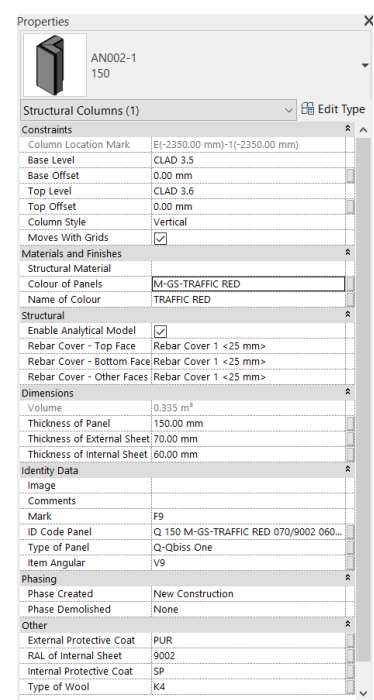 Properties
AN002-1
150
Structural Columns (1) Edit Type
Constraints
Column Location Mark E(-2350.00 mm)-1(-2350.00 mm)
Base Level CLAD 3.5
Base Offset 0.00 mm
Top Level CLAD 3.6
Top Offset 0.00 mm
Column Style Vertical
Moves With Grids
Materials and Finishes
Structural Material
Colour of Panels M-GS-TRAFFIC RED
Name of Colour TRAFFIC RED
Structural
Enable Analytical Model
Rebar Cover - Top Face Rebar Cover 1 <25 mm>
Rebar Cover - Bottom Face Rebar Cover 1 <25 mm>
Rebar Cover - Other Faces Rebar Cover 1 <25 mm>
Dimensions
Volume 0.335 m³
Thickness of Panel 150.00 mm
Thickness of External Sheet 70.00 mm
Thickness of Internal Sheet 60.00 mm
Identity Data
Image
Comments
Mark F9
ID Code Panel Q 150 M-GS-TRAFFIC RED 070/9002 060...
Type of Panel Q-Qbiss One
Item Angular V9
Phasing
Phase Created New Construction
Phase Demolished None
Other
External Protective Coat PUR
RAL of Internal Sheet 9002
Internal Protective Coat SP
Type of Wool K4